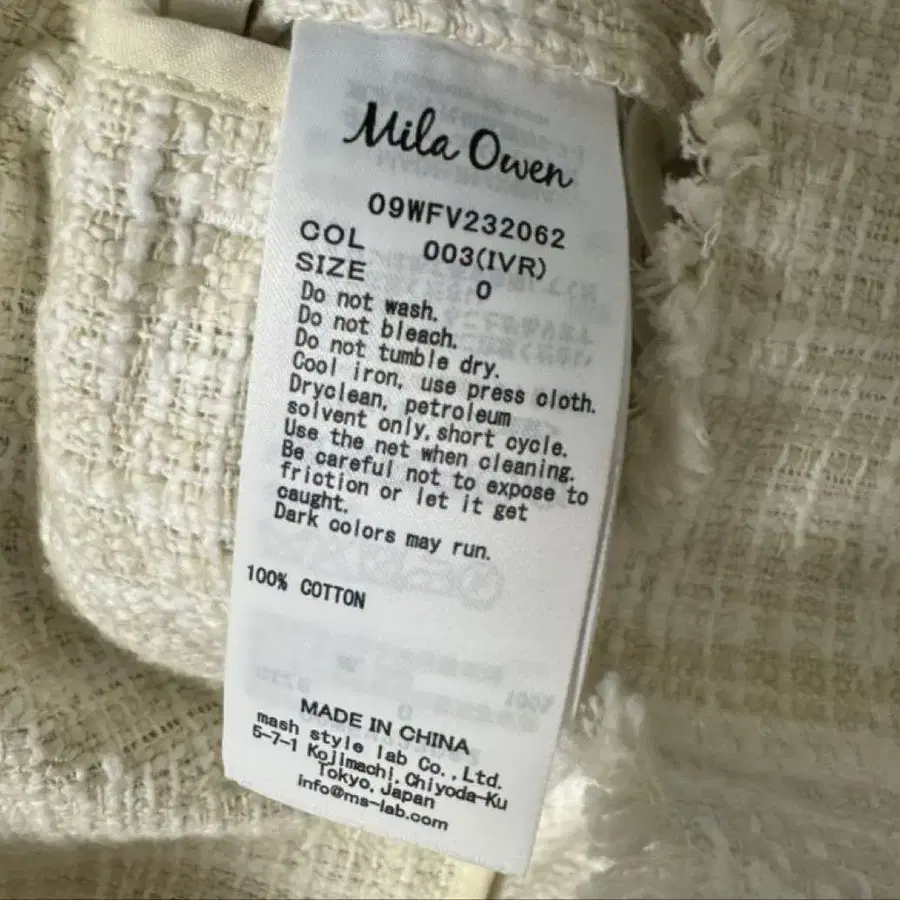 Mila Owen
09WFV232062
COL 003(IVR)
SIZE 0
Do not wash.
Do not bleach.
Do not tumble dry.
Cool iron, use press cloth.
Dryclean, petroleum
solvent only, short cycle.
Use the net when cleaning.
Be careful not to expose to
friction or let it get
caught.
Dark colors may run.
100% COTTON
MADE IN CHINA
mash style lab Co.,Ltd.
5-7-1 Kojimachi, Chiyoda-Ku
Tokyo, Japan
info@ms-lab.com